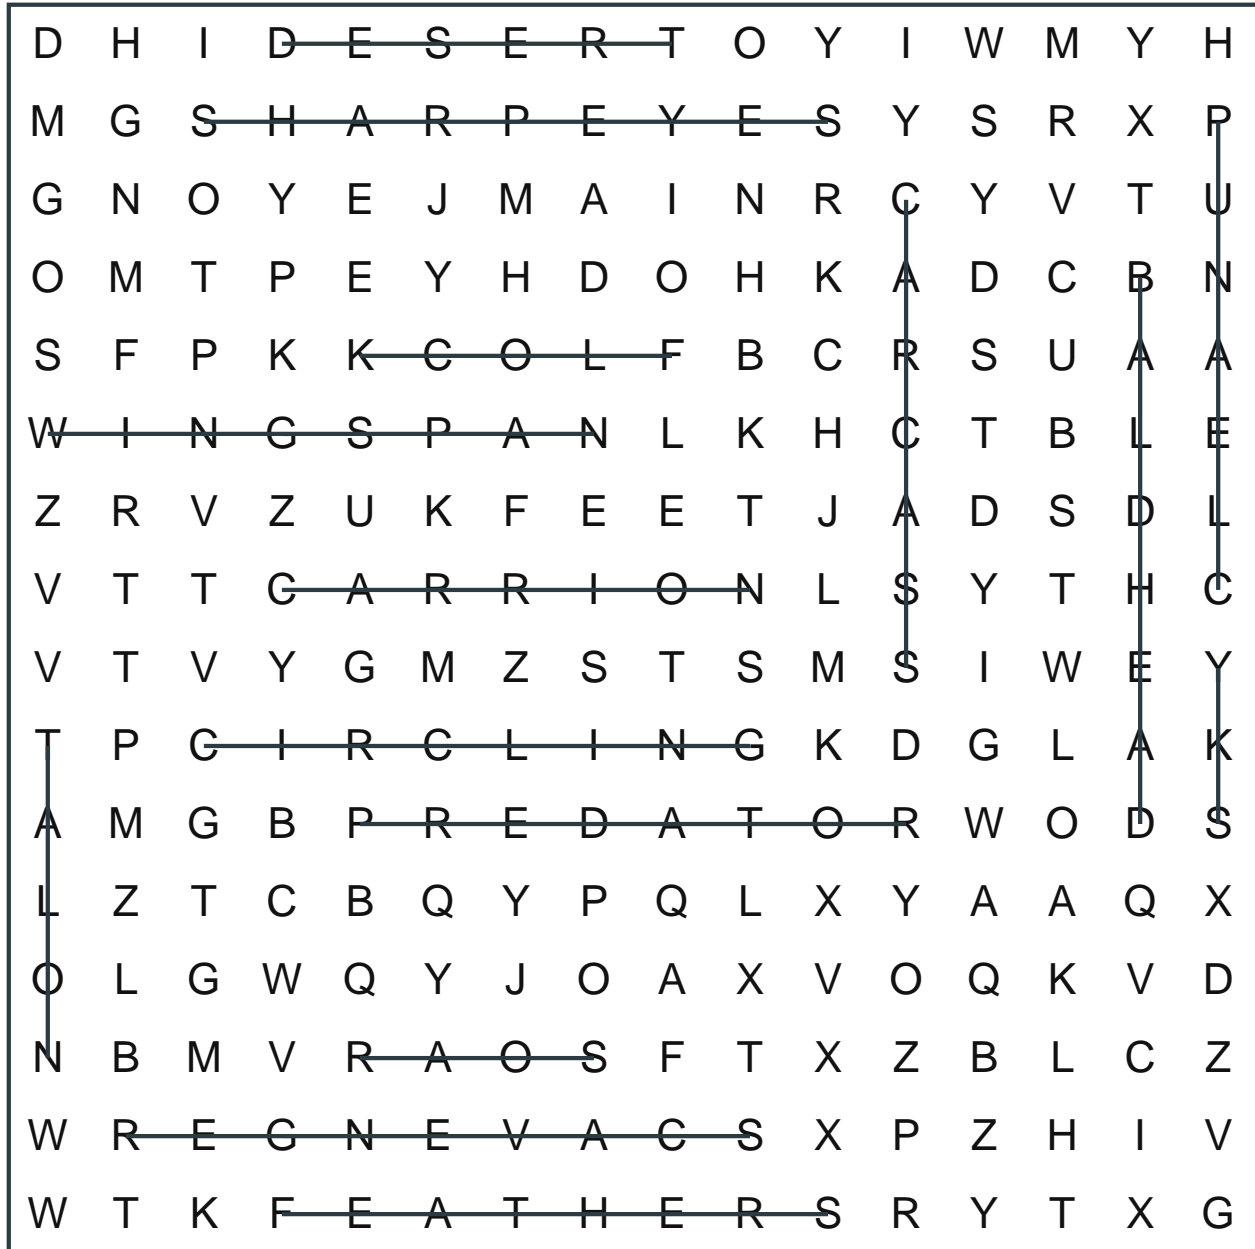 D H I D E S E R T O Y I W M Y H
M G S H A R P E Y E S Y S R X P
G N O Y E J M A I N R C Y V T U
O M T P E Y H D O H K A D C B N
S F P K K C O L F B C R S U A A
W I N G S P A N L K H C T B L E
Z R V Z U K F E E T J A D S D L
V T T C A R R I O N L S Y T H C
V T V Y G M Z S T S M S I W E Y
T P C I R C L I N G K D G L A K
A M G B P R E D A T O R W O D S
L Z T C B Q Y P Q L X Y A A Q X
O L G W Q Y J O A X V O Q K V D
N B M V R A O S F T X Z B L C Z
W R E G N E V A C S X P Z H I V
W T K F E A T H E R S R Y T X G